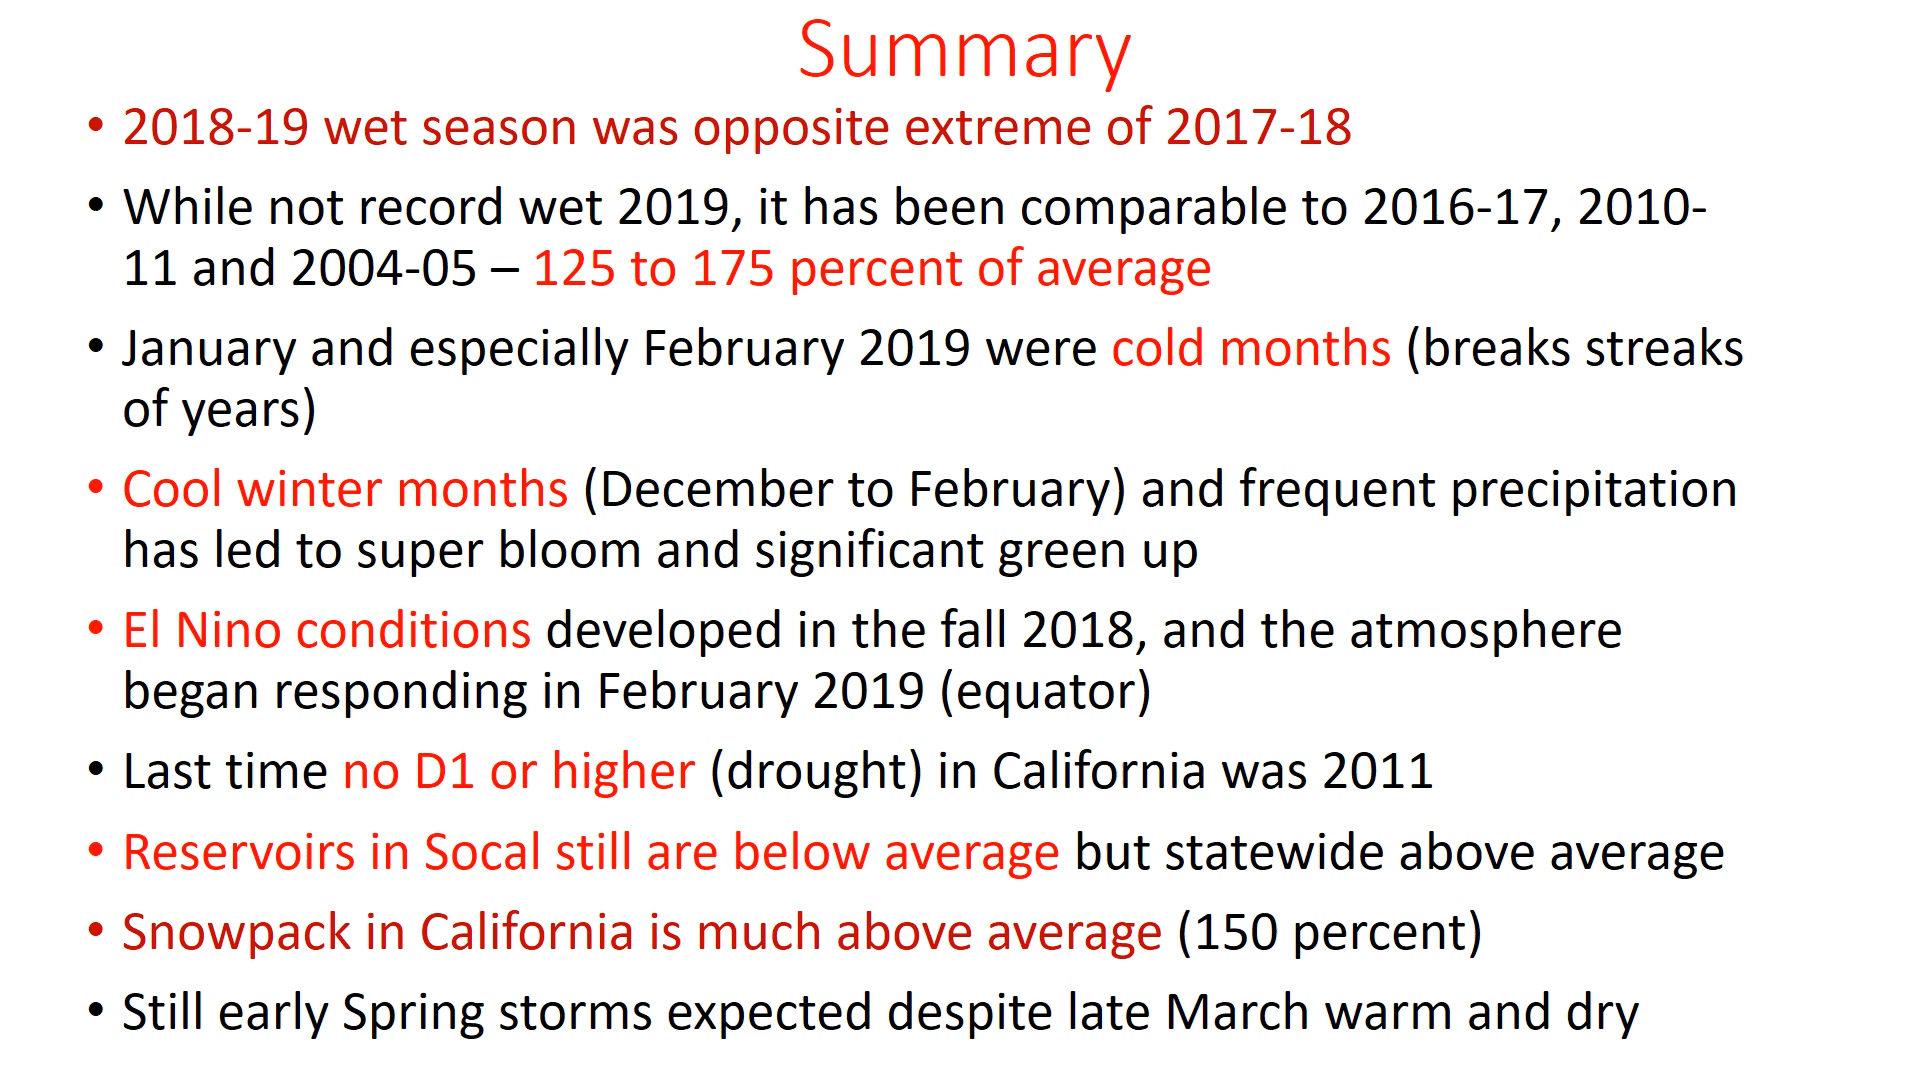 Summary
• 2018-19 wet season was opposite extreme of 2017-18
• While not record wet 2019, it has been comparable to 2016-17, 2010-
11 and 2004-05 – 125 to 175 percent of average
• January and especially February 2019 were cold months (breaks streaks
of years)
• Cool winter months (December to February) and frequent precipitation
has led to super bloom and significant green up
• El Nino conditions developed in the fall 2018, and the atmosphere
began responding in February 2019 (equator)
• Last time no D1 or higher (drought) in California was 2011
• Reservoirs in Socal still are below average but statewide above average
• Snowpack in California is much above average (150 percent)
• Still early Spring storms expected despite late March warm and dry